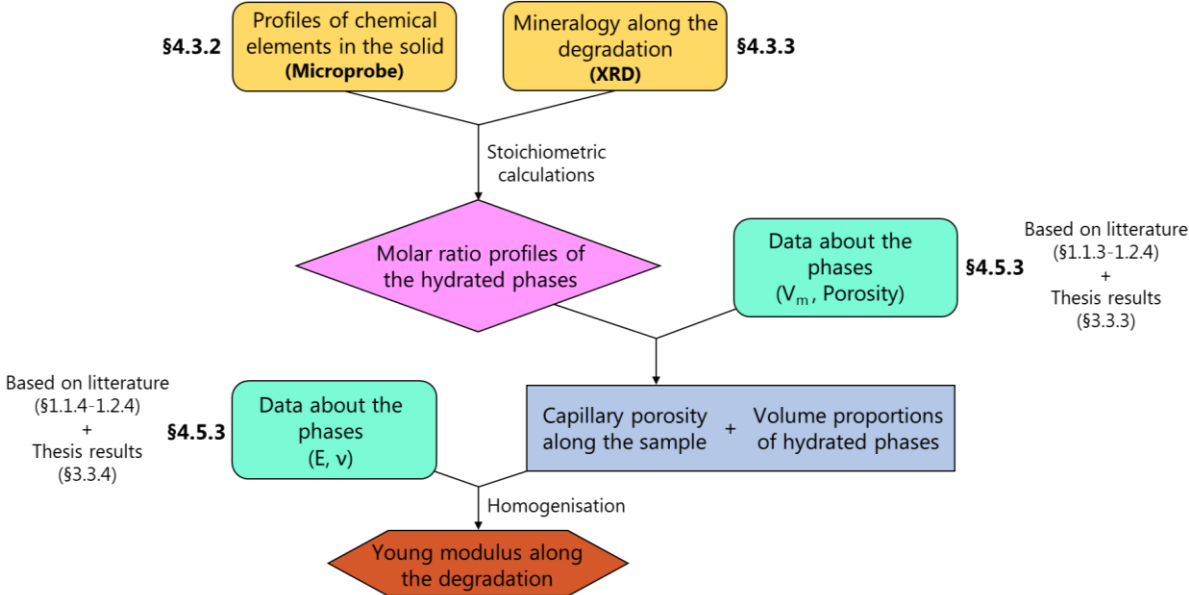 Profiles of chemical
elements in the solid
(Microprobe)
§4.3.2
Mineralogy along the
degradation
(XRD)
§4.3.3
Stoichiometric
calculations
Molar ratio profiles of
the hydrated phases
Data about the
phases
(Vₘ, Porosity)
§4.5.3
Based on litterature
(§1.1.3-1.2.4)
+
Thesis results
(§3.3.3)
Based on litterature
(§1.1.4-1.2.4)
+
Thesis results
(§3.3.4)
§4.5.3
Data about the
phases
(E, ν)
Capillary porosity
along the sample
+
Volume proportions
of hydrated phases
Homogenisation
Young modulus along
the degradation